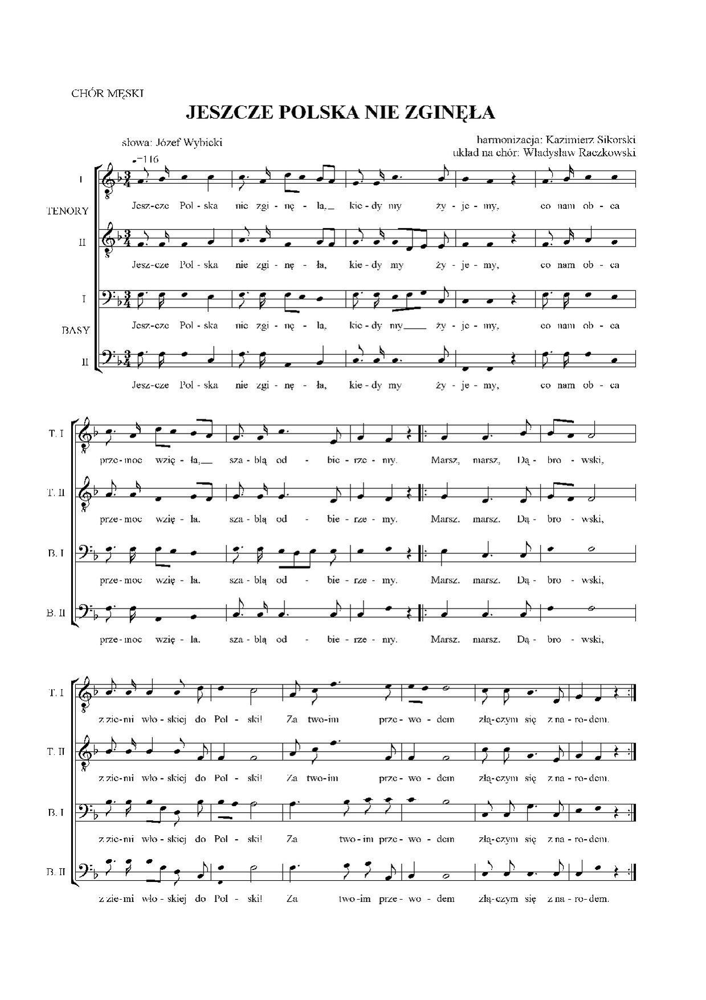 CHÓR MĘSKI
JESZCZE POLSKA NIE ZGINĘŁA
słowa: Józef Wybicki
harmonizacja: Kazimierz Sikorski
układ na chór: Władysław Raczkowski
=116
I
Jesz-cze Pol - ska nie zgi - nę - ła, kie - dy my ży - je - my, co nam ob - ca
TENORY
II
Jesz-cze Pol - ska nie zgi - nę - ła, kie - dy my ży - je - my, co nam ob - ca
I
Jesz-cze Pol - ska nie zgi - nę - ła, kie - dy my ży - je - my, co nam ob - ca
BASY
II
Jesz-cze Pol - ska nie zgi - nę - ła, kie - dy my ży - je - my, co nam ob - ca
T. I
prze-moc wzię - ła, sza - blą od - bie - rze - my. Marsz, marsz, Dą - bro - wski,
T. II
prze-moc wzię - ła. sza - blą od - bie - rze - my. Marsz. marsz. Dą - bro - wski,
B. I
prze-moc wzię - ła. sza - blą od - bie - rze - my. Marsz. marsz. Dą - bro - wski,
B. II
prze-moc wzię - ła. sza - blą od - bie - rze - my. Marsz. marsz. Dą - bro - wski,
T. I
z zie-mi wło - skiej do Pol - ski! Za two-im prze - wo - dem złą-czym się z na - ro-dem.
T. II
z zie-mi wło - skiej do Pol - ski! Za two-im prze - wo - dem złą-czym się z na - ro-dem.
B. I
z zie-mi wło - skiej do Pol - ski! Za two-im prze - wo - dem złą-czym się z na - ro-dem.
B. II
z zie-mi wło - skiej do Pol - ski! Za two-im prze - wo - dem złą-czym się z na - ro-dem.